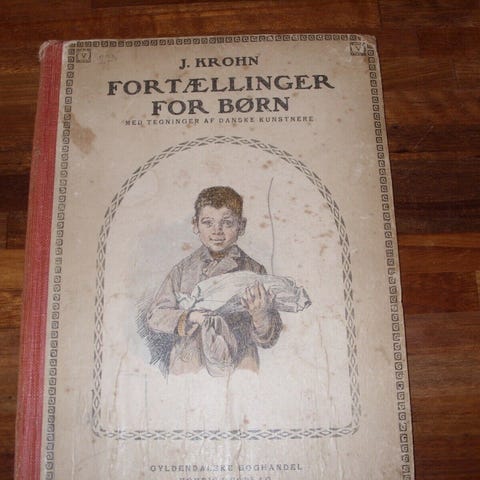 J. KROHN
FORTÆLLINGER
FOR BØRN
MED TEGNINGER AF DANSKE KUNSTNERE
GYLDENDALSKE BOGHANDEL